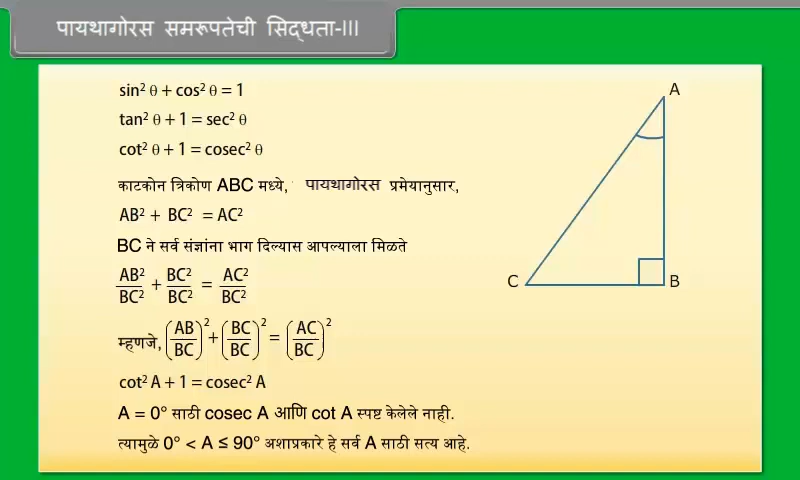 पायथागोरस समरूपतेची सिद्धता-III
sin² θ + cos² θ = 1
tan² θ + 1 = sec² θ
cot² θ + 1 = cosec² θ
काटकोन त्रिकोण ABC मध्ये, पायथागोरस प्रमेयानुसार,
AB² + BC² = AC²
BC ने सर्व संज्ञांना भाग दिल्यास आपल्याला मिळते
AB²/BC² + BC²/BC² = AC²/BC²
म्हणजे, (AB/BC)² + (BC/BC)² = (AC/BC)²
cot² A + 1 = cosec² A
A = 0° साठी cosec A आणि cot A स्पष्ट केलेले नाही.
त्यामुळे 0° < A ≤ 90° अशाप्रकारे हे सर्व A साठी सत्य आहे.
A
C
B